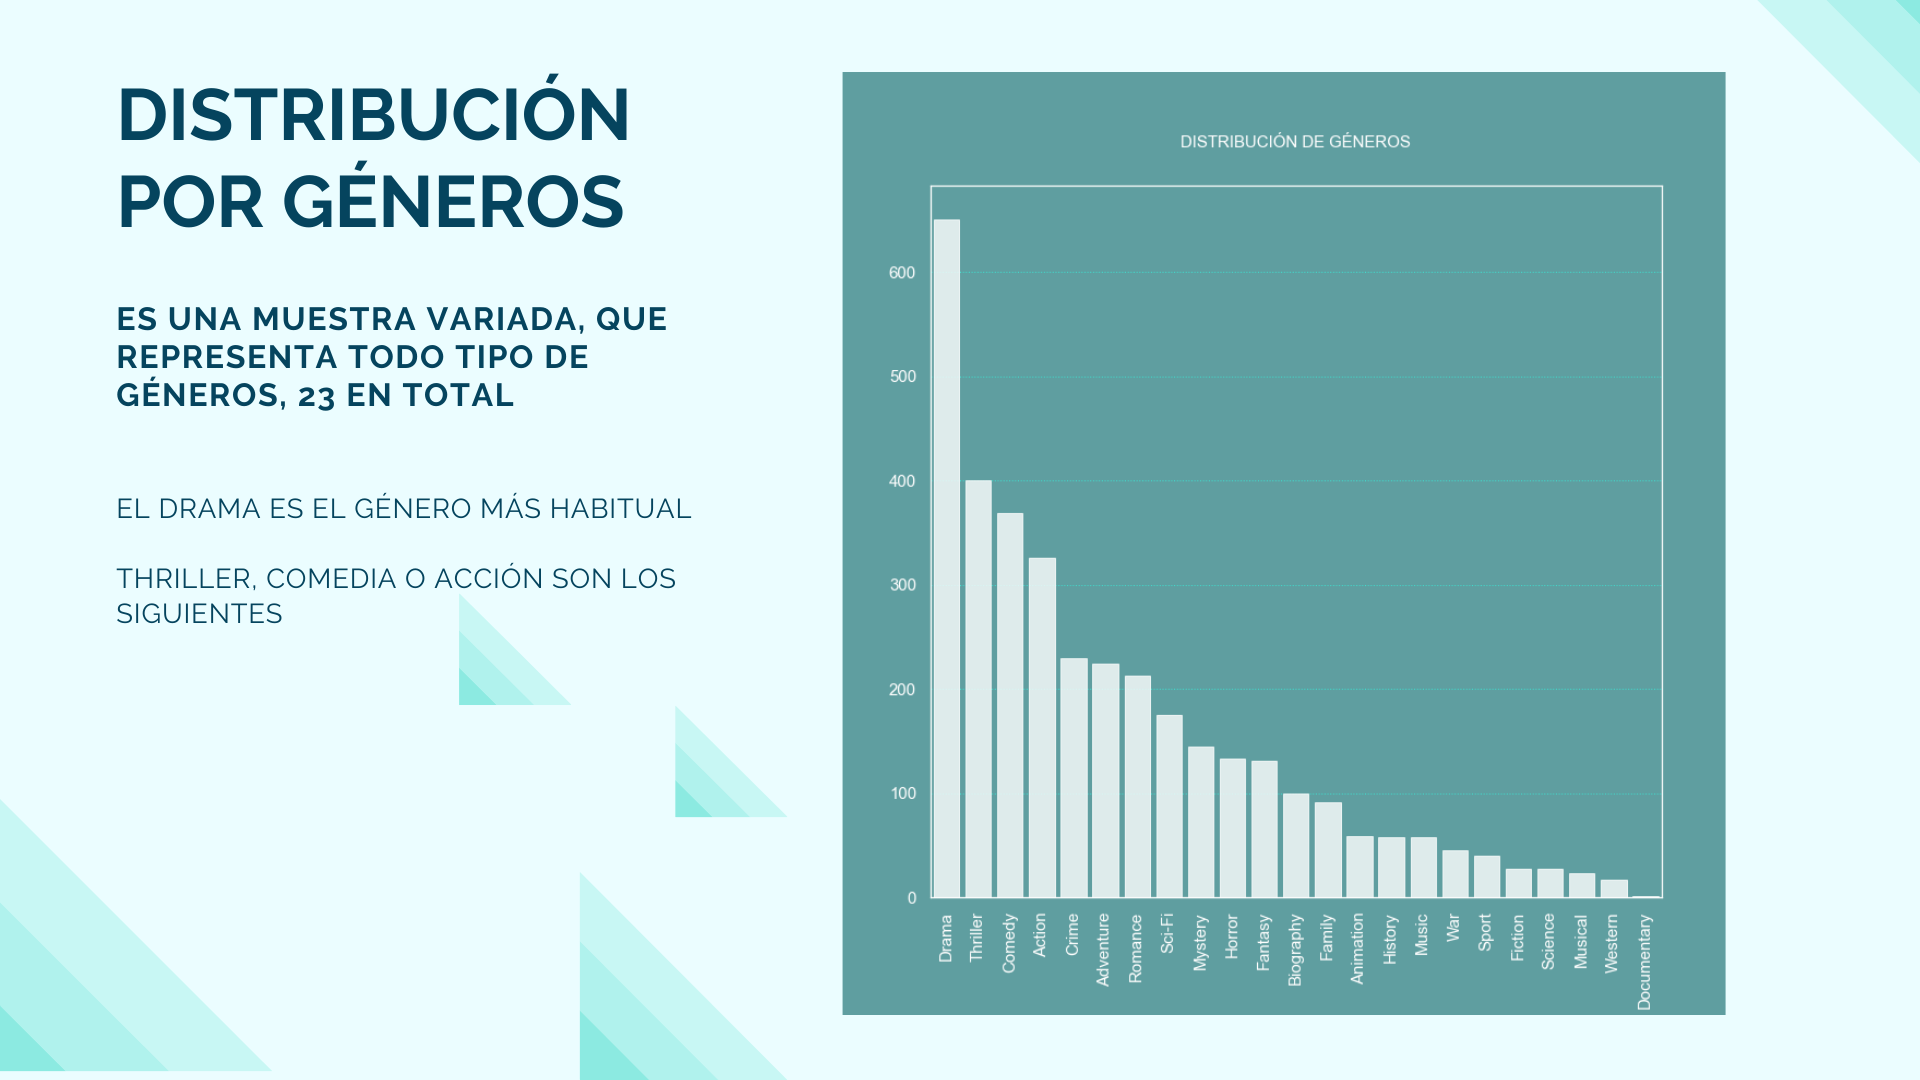 DISTRIBUCIÓN
POR GÉNEROS
ES UNA MUESTRA VARIADA, QUE
REPRESENTA TODO TIPO DE
GÉNEROS, 23 EN TOTAL
EL DRAMA ES EL GÉNERO MÁS HABITUAL
THRILLER, COMEDIA O ACCIÓN SON LOS
SIGUIENTES
DISTRIBUCIÓN DE GÉNEROS
600
500
400
300
200
100
0
Drama
Thriller
Comedy
Action
Crime
Adventure
Romance
Sci-Fi
Mystery
Horror
Fantasy
Biography
Family
Animation
History
Music
War
Sport
Fiction
Science
Musical
Western
Documentary